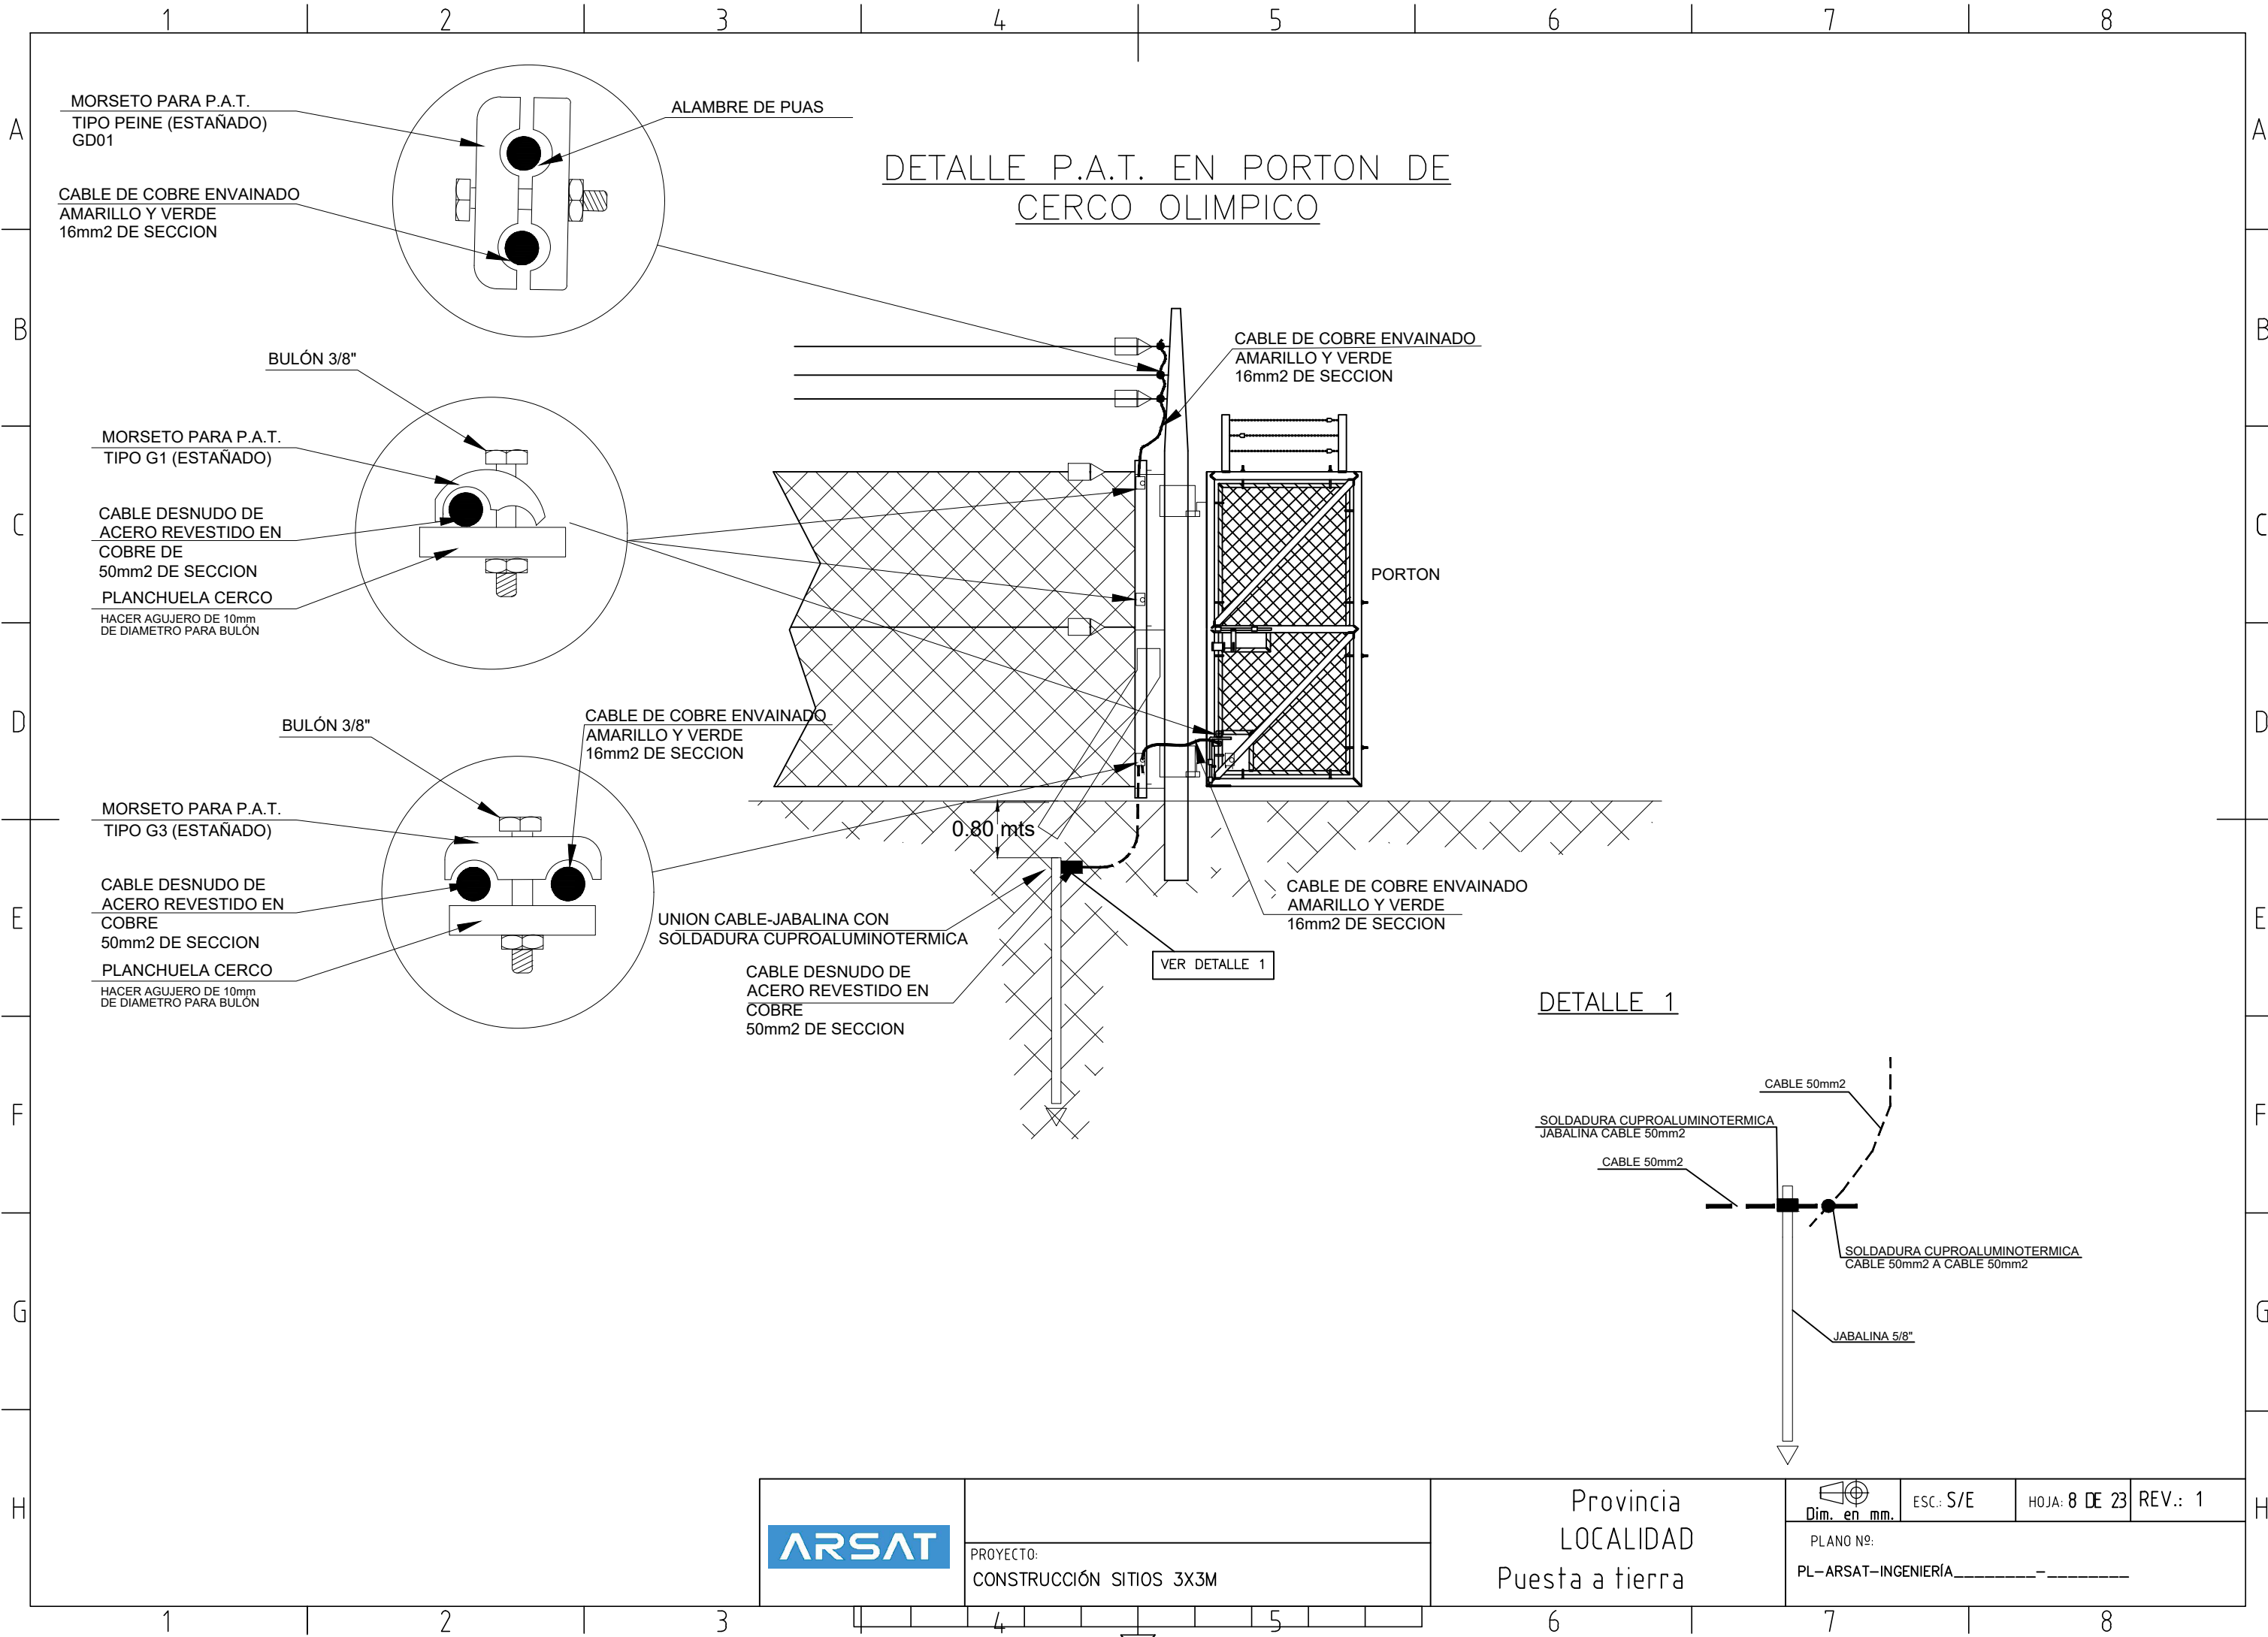 1 2 3 4 5 6 7 8
A A
B B
C C
D D
E E
F F
G G
H H
MORSETO PARA P.A.T.
TIPO PEINE (ESTAÑADO)
GD01
CABLE DE COBRE ENVAINADO
AMARILLO Y VERDE
16mm2 DE SECCION
ALAMBRE DE PUAS
DETALLE P.A.T. EN PORTON DE
CERCO OLIMPICO
BULÓN 3/8"
MORSETO PARA P.A.T.
TIPO G1 (ESTAÑADO)
CABLE DESNUDO DE
ACERO REVESTIDO EN
COBRE DE
50mm2 DE SECCION
PLANCHUELA CERCO
HACER AGUJERO DE 10mm
DE DIAMETRO PARA BULÓN
CABLE DE COBRE ENVAINADO
AMARILLO Y VERDE
16mm2 DE SECCION
PORTON
BULÓN 3/8"
CABLE DE COBRE ENVAINADO
AMARILLO Y VERDE
16mm2 DE SECCION
MORSETO PARA P.A.T.
TIPO G3 (ESTAÑADO)
CABLE DESNUDO DE
ACERO REVESTIDO EN
COBRE
50mm2 DE SECCION
PLANCHUELA CERCO
HACER AGUJERO DE 10mm
DE DIAMETRO PARA BULÓN
0.80 mts
UNION CABLE-JABALINA CON
SOLDADURA CUPROALUMINOTERMICA
CABLE DESNUDO DE
ACERO REVESTIDO EN
COBRE
50mm2 DE SECCION
VER DETALLE 1
CABLE DE COBRE ENVAINADO
AMARILLO Y VERDE
16mm2 DE SECCION
DETALLE 1
CABLE 50mm2
SOLDADURA CUPROALUMINOTERMICA
JABALINA CABLE 50mm2
CABLE 50mm2
SOLDADURA CUPROALUMINOTERMICA
CABLE 50mm2 A CABLE 50mm2
JABALINA 5/8"
ARSAT
PROYECTO:
CONSTRUCCIÓN SITIOS 3X3M
Provincia
LOCALIDAD
Puesta a tierra
Dim. en mm.
ESC.: S/E
HOJA: 8 DE 23
REV.: 1
PLANO Nº:
PL-ARSAT-INGENIERÍA________-________
1 2 3 4 5 6 7 8